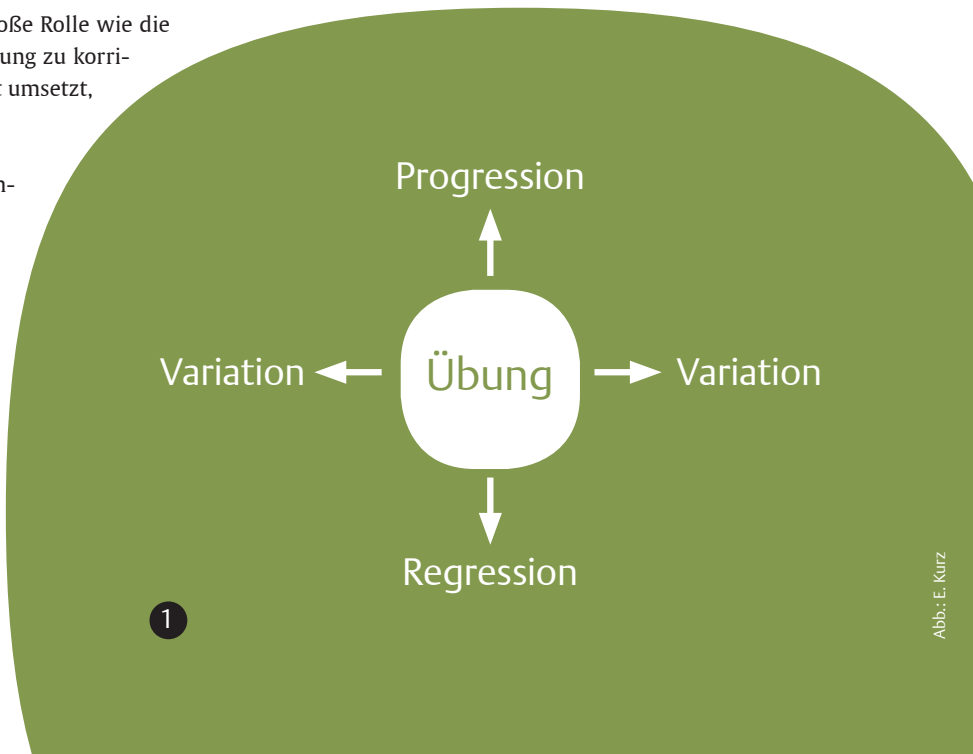 oße Rolle wie die
ung zu korri-
t umsetzt,
n-
Progression
Variation
Übung
Variation
Regression
1
Abb.: E. Kurz